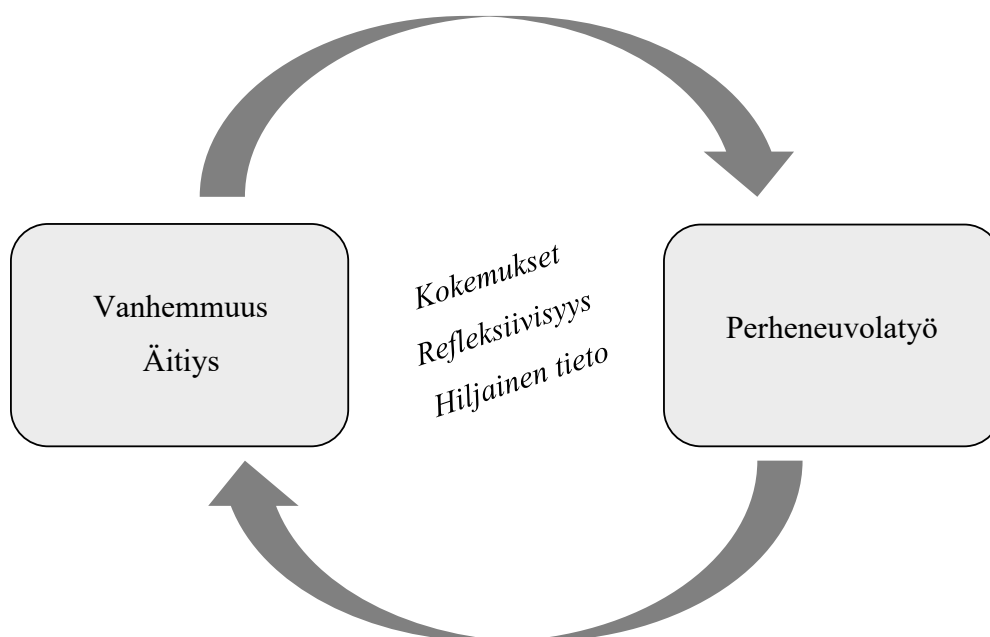 Vanhemmuus
Äitiys
Kokemukset
Refleksiivisyys
Hiljainen tieto
Perheneuvolatyö